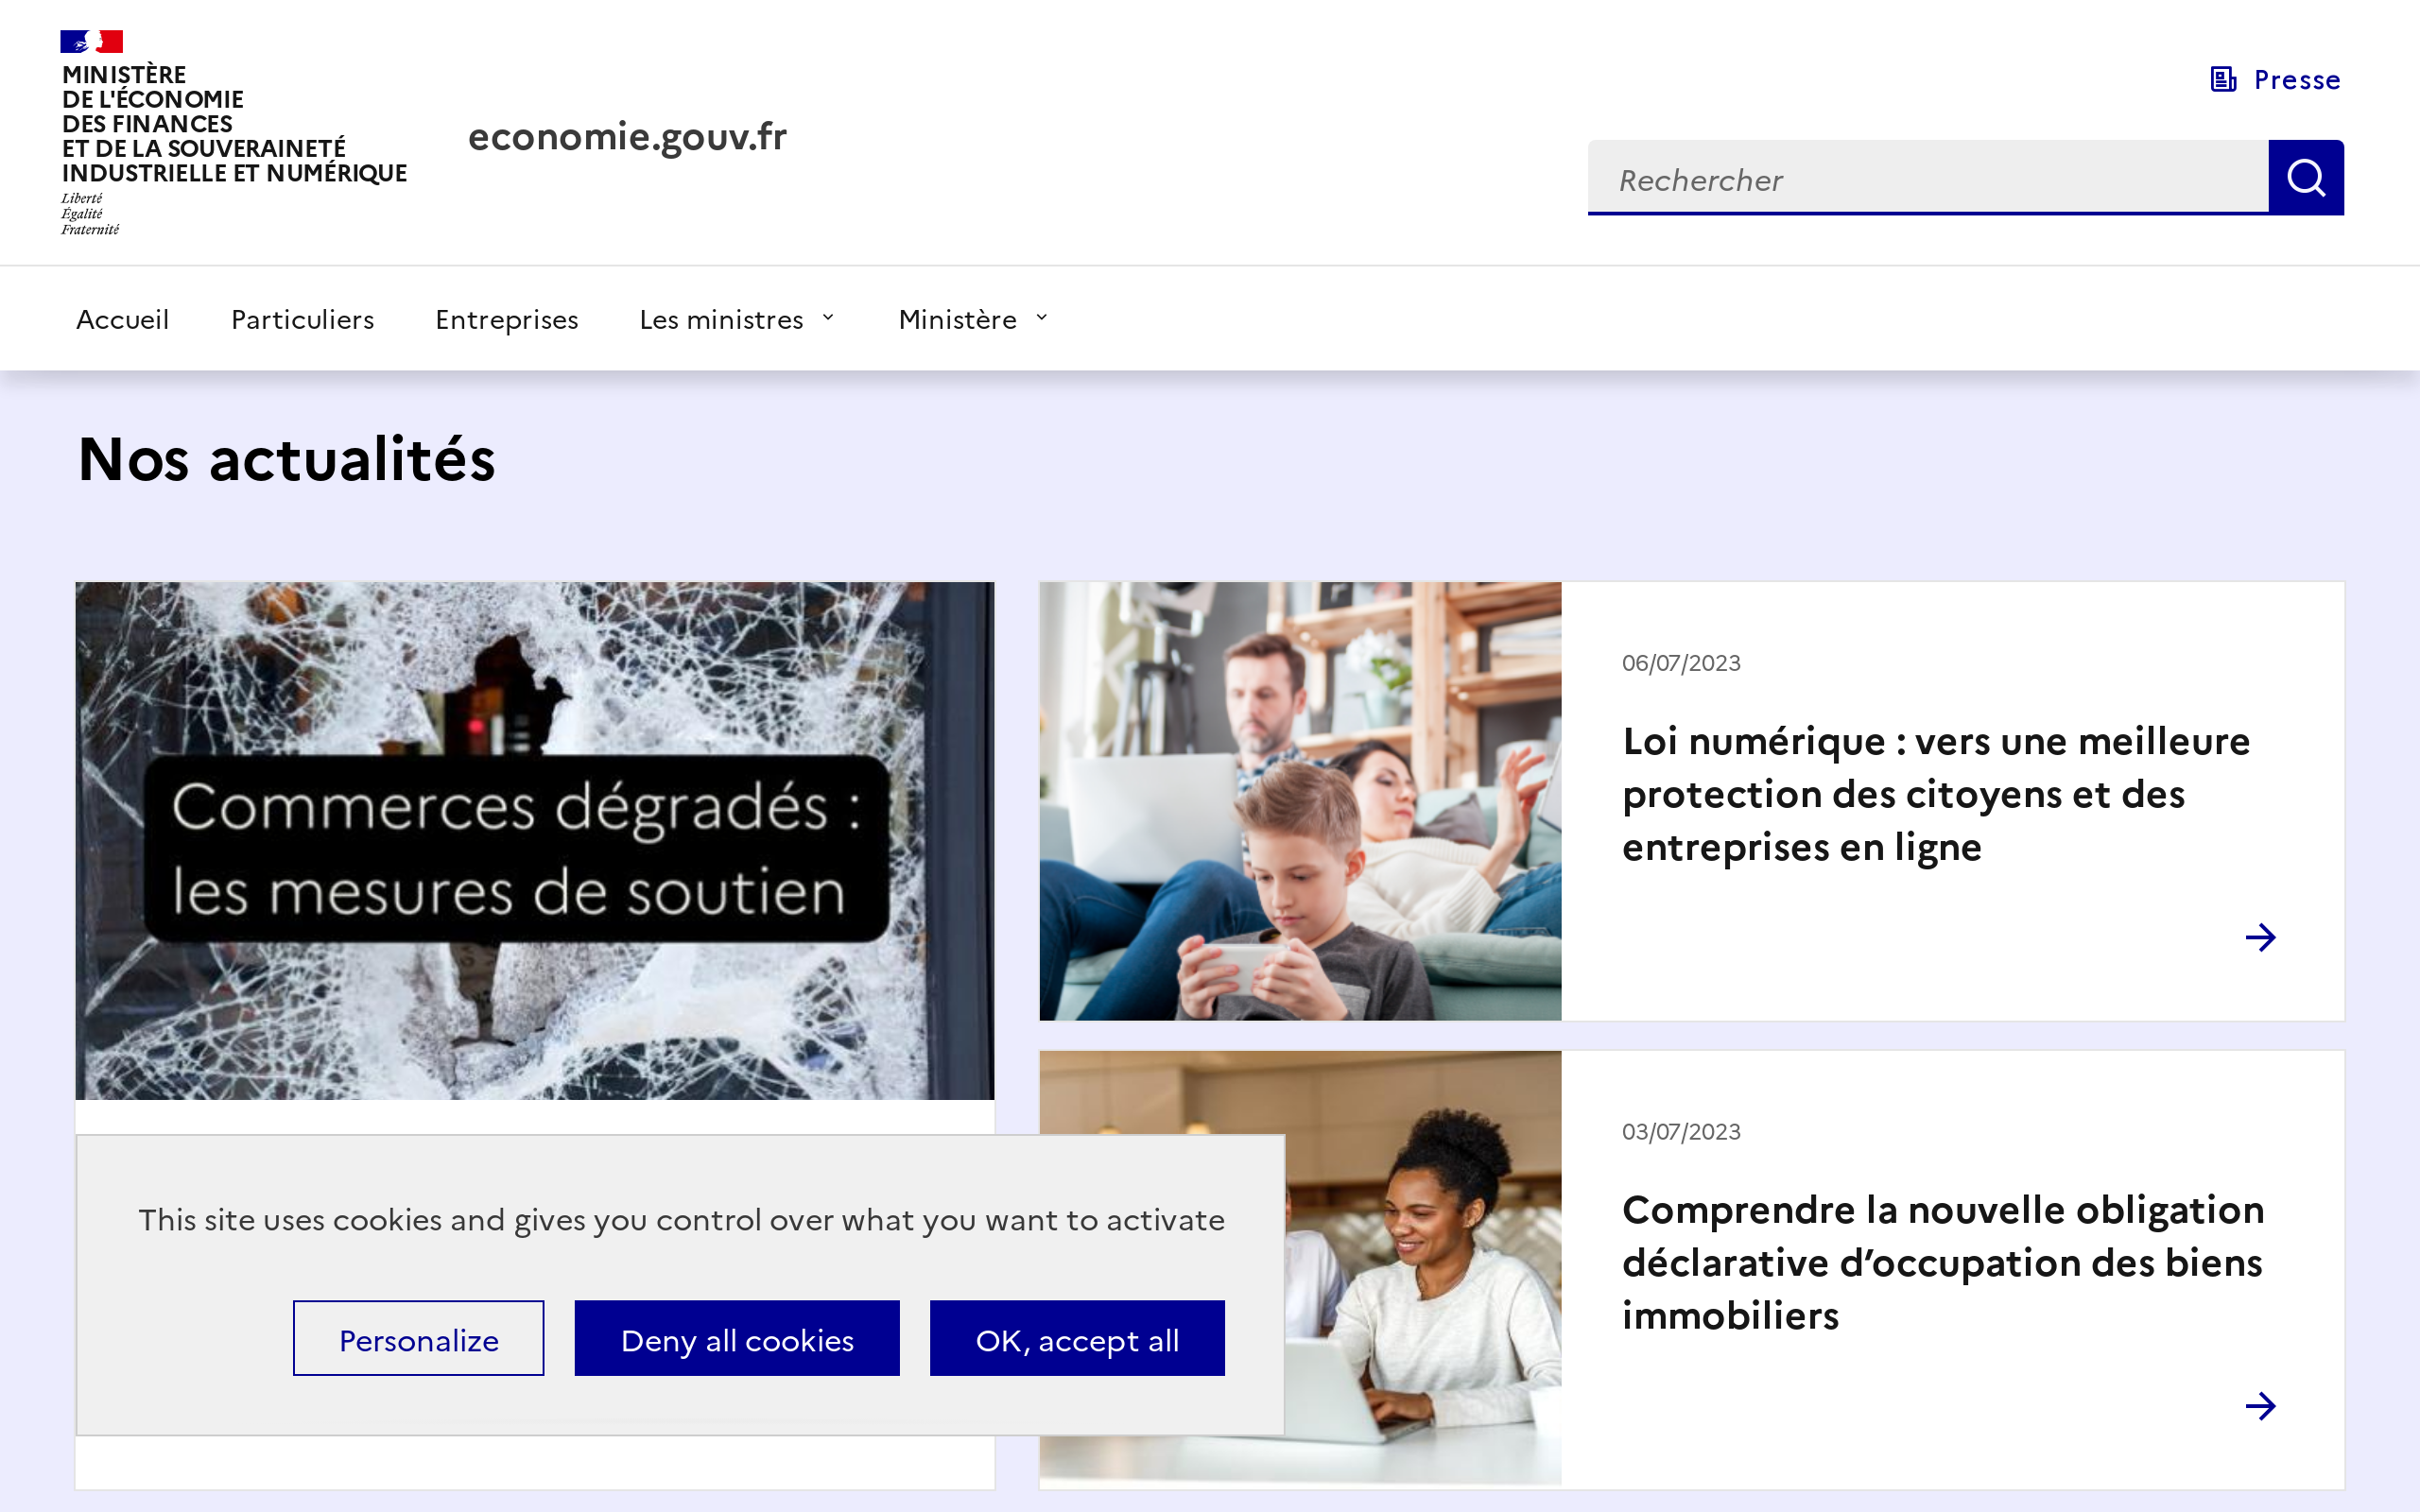 MINISTÈRE
DE L'ÉCONOMIE
DES FINANCES
ET DE LA SOUVERAINETÉ
INDUSTRIELLE ET NUMÉRIQUE
Liberté
Égalité
Fraternité
economie.gouv.fr
Presse
Rechercher
Accueil
Particuliers
Entreprises
Les ministres
Ministère
Nos actualités
Commerces dégradés :
les mesures de soutien
06/07/2023
Loi numérique : vers une meilleure
protection des citoyens et des
entreprises en ligne
03/07/2023
Comprendre la nouvelle obligation
déclarative d’occupation des biens
immobiliers
This site uses cookies and gives you control over what you want to activate
Personalize
Deny all cookies
OK, accept all